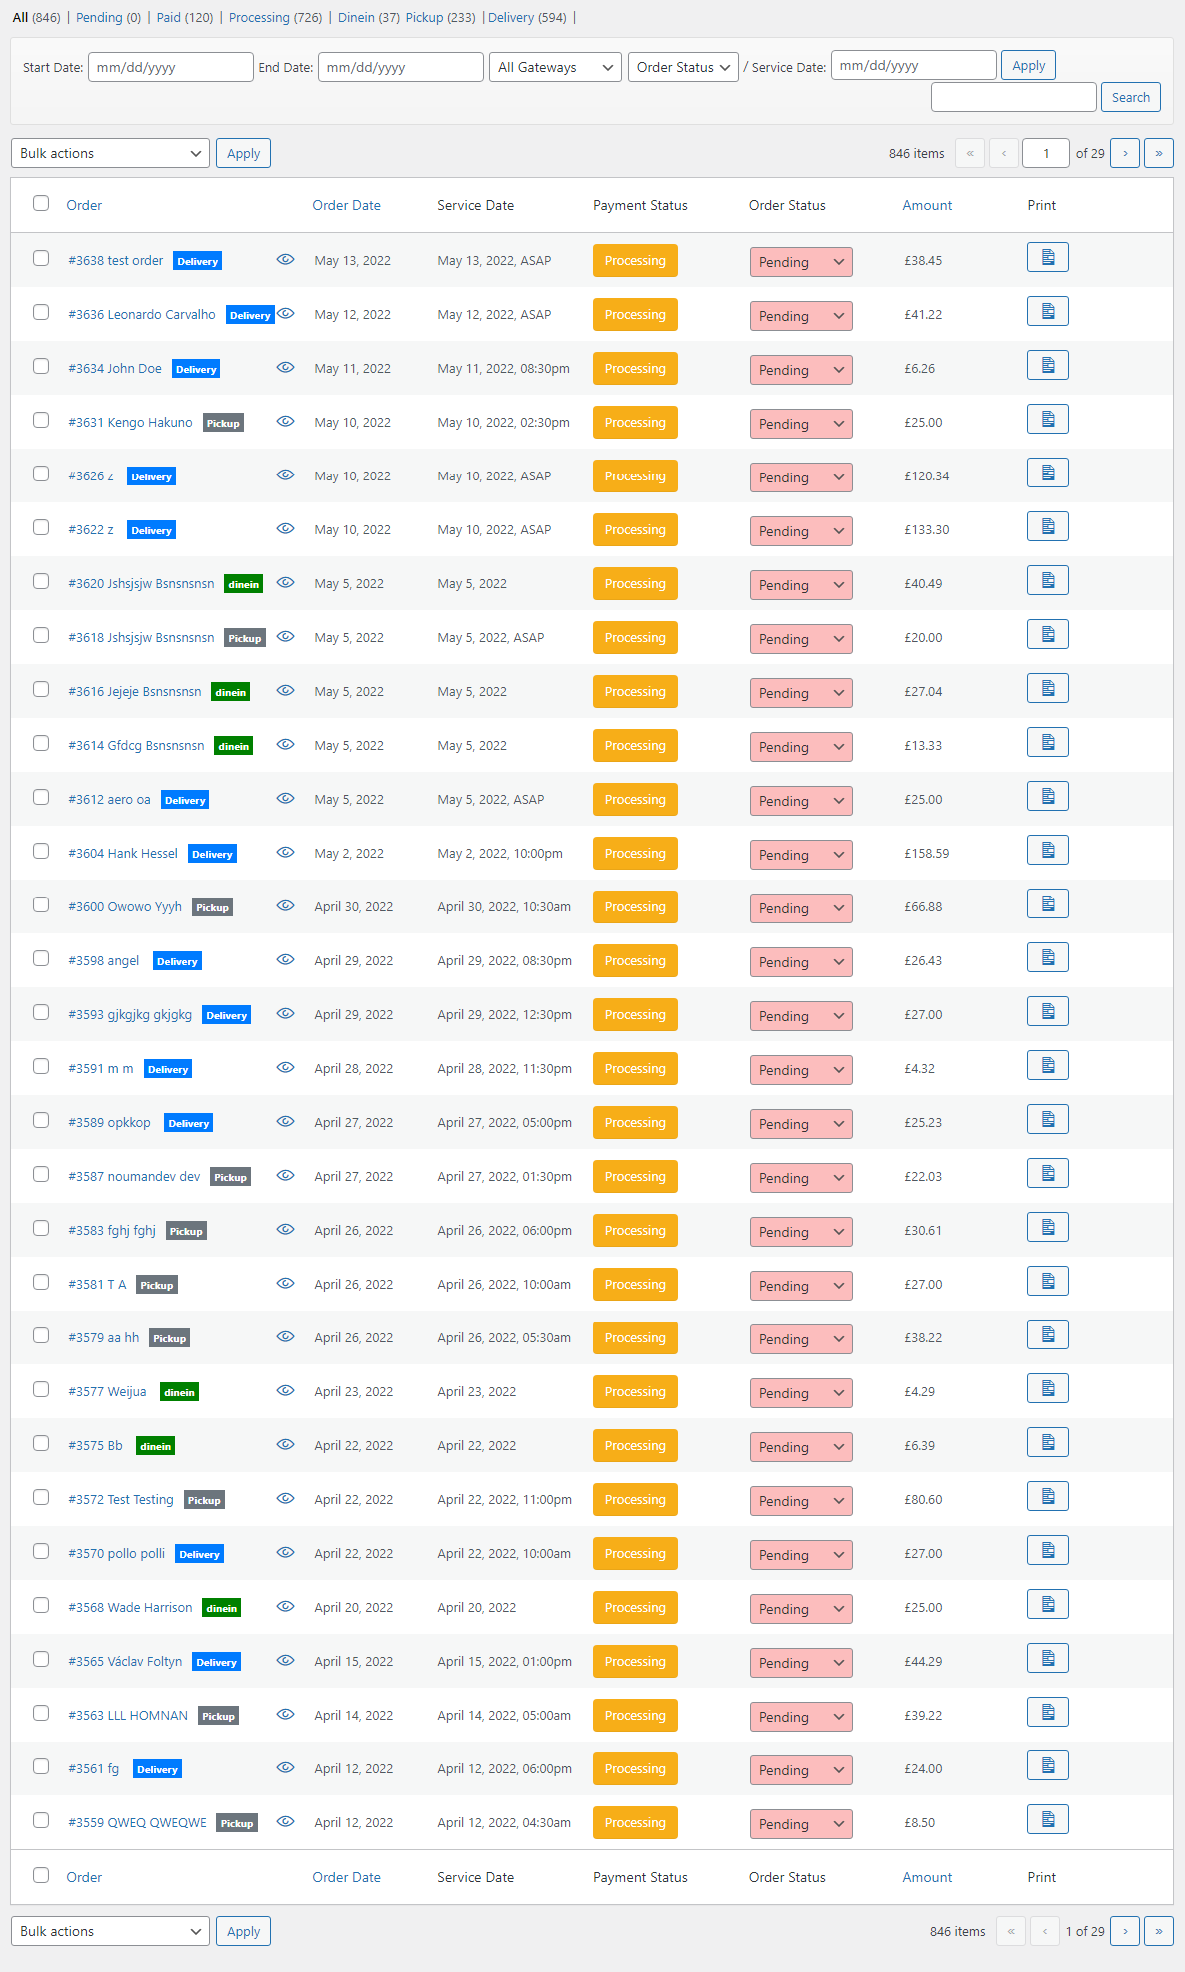 All (846) | Pending (0) | Paid (120) | Processing (726) | Dinein (37) Pickup (233) | Delivery (594) |
Start Date: mm/dd/yyyy End Date: mm/dd/yyyy All Gateways Order Status / Service Date: mm/dd/yyyy Apply
Search
Bulk actions Apply 846 items « ‹ 1 of 29 › »
Order Order Date Service Date Payment Status Order Status Amount Print
#3638 test order Delivery May 13, 2022 May 13, 2022, ASAP Processing Pending £38.45
#3636 Leonardo Carvalho Delivery May 12, 2022 May 12, 2022, ASAP Processing Pending £41.22
#3634 John Doe Delivery May 11, 2022 May 11, 2022, 08:30pm Processing Pending £6.26
#3631 Kengo Hakuno Pickup May 10, 2022 May 10, 2022, 02:30pm Processing Pending £25.00
#3626 z Delivery May 10, 2022 May 10, 2022, ASAP Processing Pending £120.34
#3622 z Delivery May 10, 2022 May 10, 2022, ASAP Processing Pending £133.30
#3620 Jshsjsjw Bsnsnsnsn dinein May 5, 2022 May 5, 2022 Processing Pending £40.49
#3618 Jshsjsjw Bsnsnsnsn Pickup May 5, 2022 May 5, 2022, ASAP Processing Pending £20.00
#3616 Jejeje Bsnsnsnsn dinein May 5, 2022 May 5, 2022 Processing Pending £27.04
#3614 Gfdcg Bsnsnsnsn dinein May 5, 2022 May 5, 2022 Processing Pending £13.33
#3612 aero oa Delivery May 5, 2022 May 5, 2022, ASAP Processing Pending £25.00
#3604 Hank Hessel Delivery May 2, 2022 May 2, 2022, 10:00pm Processing Pending £158.59
#3600 Owowo Yyyh Pickup April 30, 2022 April 30, 2022, 10:30am Processing Pending £66.88
#3598 angel Delivery April 29, 2022 April 29, 2022, 08:30pm Processing Pending £26.43
#3593 gjkgjkg gkjgkg Delivery April 29, 2022 April 29, 2022, 12:30pm Processing Pending £27.00
#3591 m m Delivery April 28, 2022 April 28, 2022, 11:30pm Processing Pending £4.32
#3589 opkkop Delivery April 27, 2022 April 27, 2022, 05:00pm Processing Pending £25.23
#3587 noumandev dev Pickup April 27, 2022 April 27, 2022, 01:30pm Processing Pending £22.03
#3583 fghj fghj Pickup April 26, 2022 April 26, 2022, 06:00pm Processing Pending £30.61
#3581 T A Pickup April 26, 2022 April 26, 2022, 10:00am Processing Pending £27.00
#3579 aa hh Pickup April 26, 2022 April 26, 2022, 05:30am Processing Pending £38.22
#3577 Weijua dinein April 23, 2022 April 23, 2022 Processing Pending £4.29
#3575 Bb dinein April 22, 2022 April 22, 2022 Processing Pending £6.39
#3572 Test Testing Pickup April 22, 2022 April 22, 2022, 11:00pm Processing Pending £80.60
#3570 pollo polli Delivery April 22, 2022 April 22, 2022, 10:00am Processing Pending £27.00
#3568 Wade Harrison dinein April 20, 2022 April 20, 2022 Processing Pending £25.00
#3565 Václav Foltyn Delivery April 15, 2022 April 15, 2022, 01:00pm Processing Pending £44.29
#3563 LLL HOMNAN Pickup April 14, 2022 April 14, 2022, 05:00am Processing Pending £39.22
#3561 fg Delivery April 12, 2022 April 12, 2022, 06:00pm Processing Pending £24.00
#3559 QWEQ QWEQWE Pickup April 12, 2022 April 12, 2022, 04:30am Processing Pending £8.50
Order Order Date Service Date Payment Status Order Status Amount Print
Bulk actions Apply 846 items « ‹ 1 of 29 › »